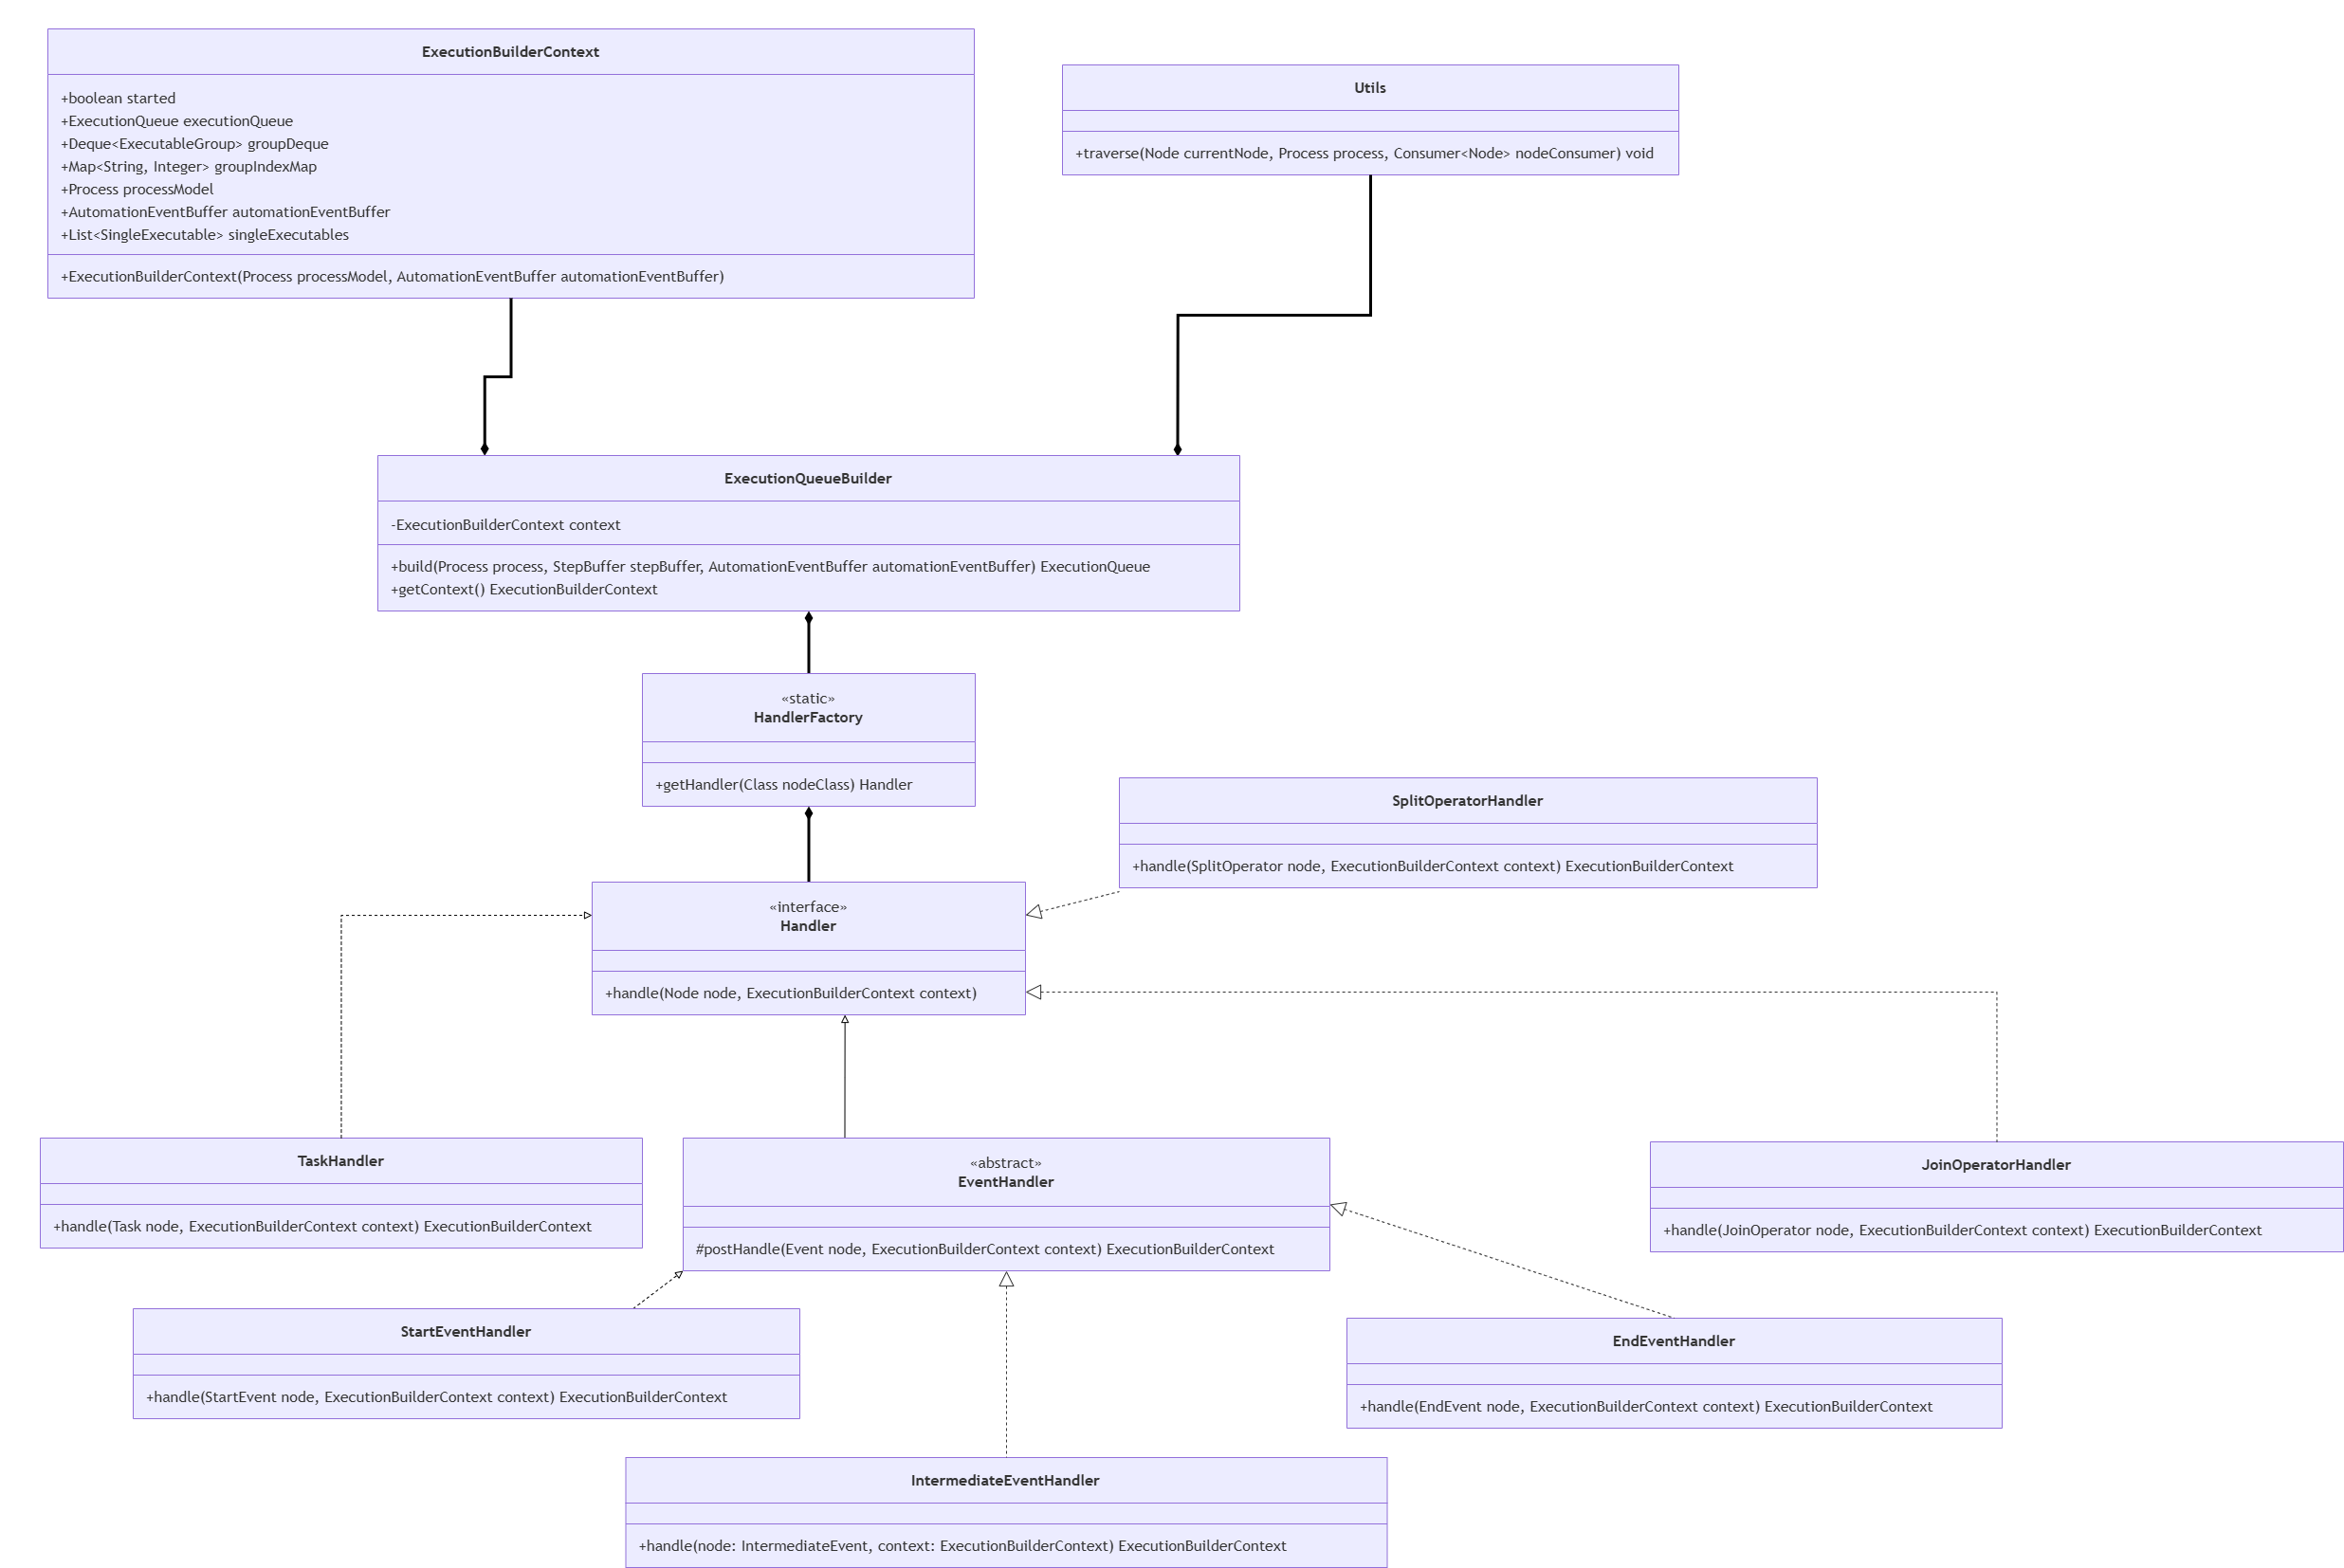 ExecutionBuilderContext
+boolean started
+ExecutionQueue executionQueue
+Deque<ExecutableGroup> groupDeque
+Map<String, Integer> groupIndexMap
+Process processModel
+AutomationEventBuffer automationEventBuffer
+List<SingleExecutable> singleExecutables
+ExecutionBuilderContext(Process processModel, AutomationEventBuffer automationEventBuffer)
Utils
+traverse(Node currentNode, Process process, Consumer<Node> nodeConsumer) void
ExecutionQueueBuilder
-ExecutionBuilderContext context
+build(Process process, StepBuffer stepBuffer, AutomationEventBuffer automationEventBuffer) ExecutionQueue
+getContext() ExecutionBuilderContext
«static»
HandlerFactory
+getHandler(Class nodeClass) Handler
SplitOperatorHandler
+handle(SplitOperator node, ExecutionBuilderContext context) ExecutionBuilderContext
«interface»
Handler
+handle(Node node, ExecutionBuilderContext context)
TaskHandler
+handle(Task node, ExecutionBuilderContext context) ExecutionBuilderContext
«abstract»
EventHandler
#postHandle(Event node, ExecutionBuilderContext context) ExecutionBuilderContext
JoinOperatorHandler
+handle(JoinOperator node, ExecutionBuilderContext context) ExecutionBuilderContext
StartEventHandler
+handle(StartEvent node, ExecutionBuilderContext context) ExecutionBuilderContext
EndEventHandler
+handle(EndEvent node, ExecutionBuilderContext context) ExecutionBuilderContext
IntermediateEventHandler
+handle(node: IntermediateEvent, context: ExecutionBuilderContext) ExecutionBuilderContext